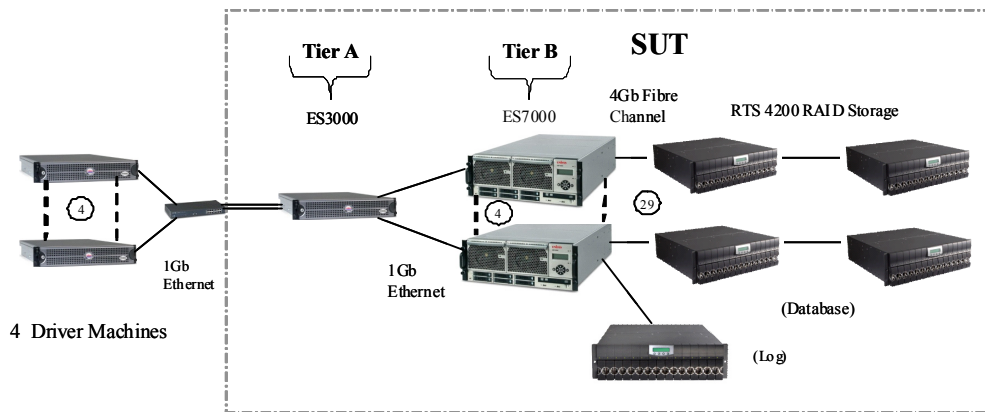 SUT
Tier A
Tier B
ES3000
ES7000
4Gb Fibre
Channel
RTS 4200 RAID Storage
4
4
29
1Gb
Ethernet
1Gb
Ethernet
4 Driver Machines
(Database)
(Log)